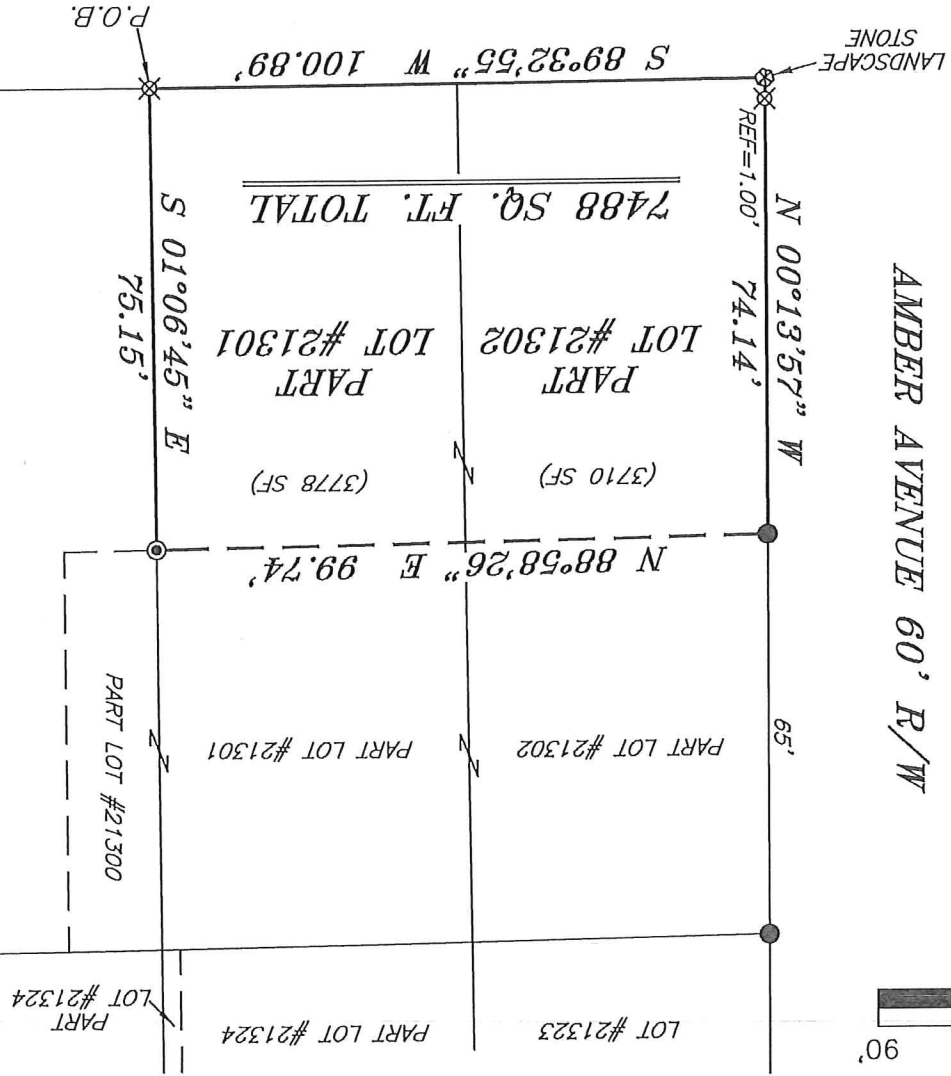 P.O.B.
LANDSCAPE
STONE
S 89°32'55" W 100.89'
REF=1.00'
N 00°13'57" W
74.14'
S 01°06'45" E
75.15'
7488 SQ. FT. TOTAL
PART
LOT #21301
PART
LOT #21302
(3778 SF)
(3710 SF)
N 88°58'26" E 99.74'
AMBER AVENUE 60' R/W
65'
PART LOT #21300
PART LOT #21301
PART LOT #21302
PART
LOT #21324
PART LOT #21324
LOT #21323
90'